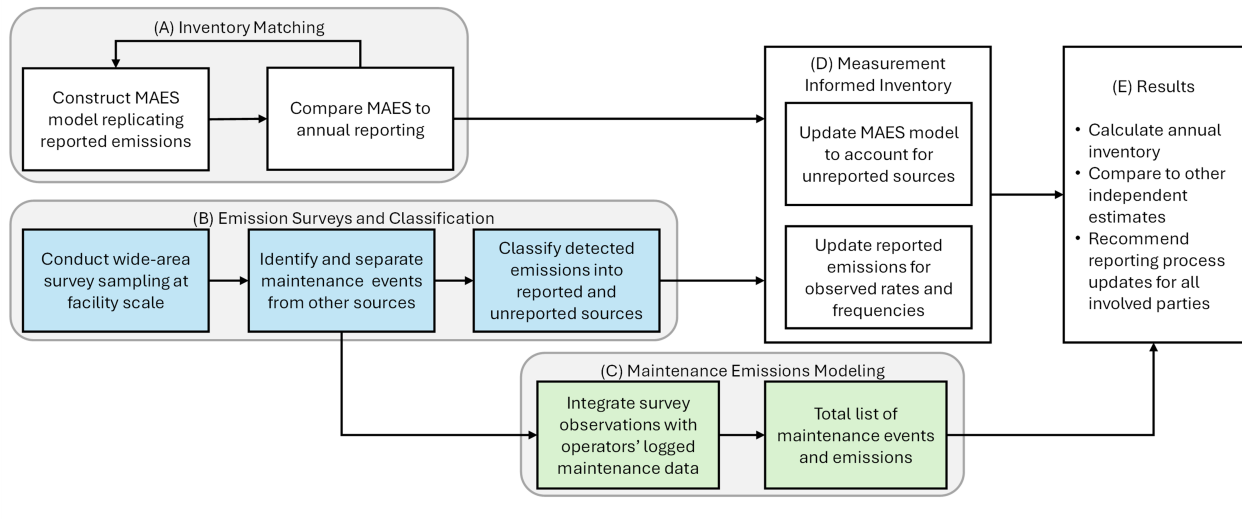 (A) Inventory Matching
Construct MAES
model replicating
reported emissions
Compare MAES to
annual reporting
(B) Emission Surveys and Classification
Conduct wide-area
survey sampling at
facility scale
Identify and separate
maintenance events
from other sources
Classify detected
emissions into
reported and
unreported sources
(C) Maintenance Emissions Modeling
Integrate survey
observations with
operators’ logged
maintenance data
Total list of
maintenance events
and emissions
(D) Measurement
Informed Inventory
Update MAES model
to account for
unreported sources
Update reported
emissions for
observed rates and
frequencies
(E) Results
• Calculate annual
inventory
• Compare to other
independent
estimates
• Recommend
reporting process
updates for all
involved parties